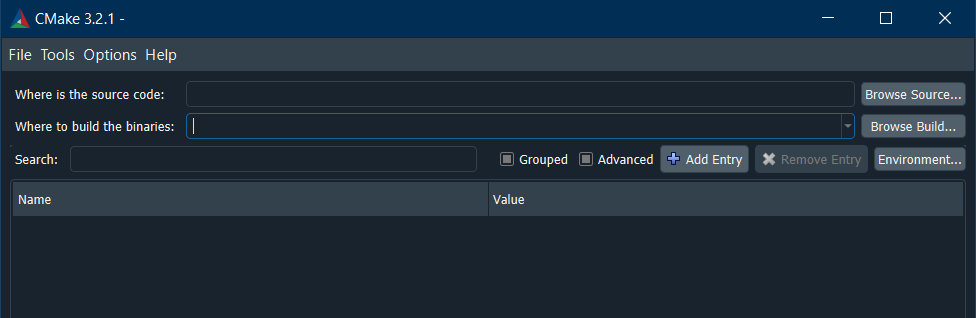 CMake 3.2.1 -
File Tools Options Help
Where is the source code: Browse Source...
Where to build the binaries: Browse Build...
Search: Grouped Advanced Add Entry Remove Entry Environment...
Name Value